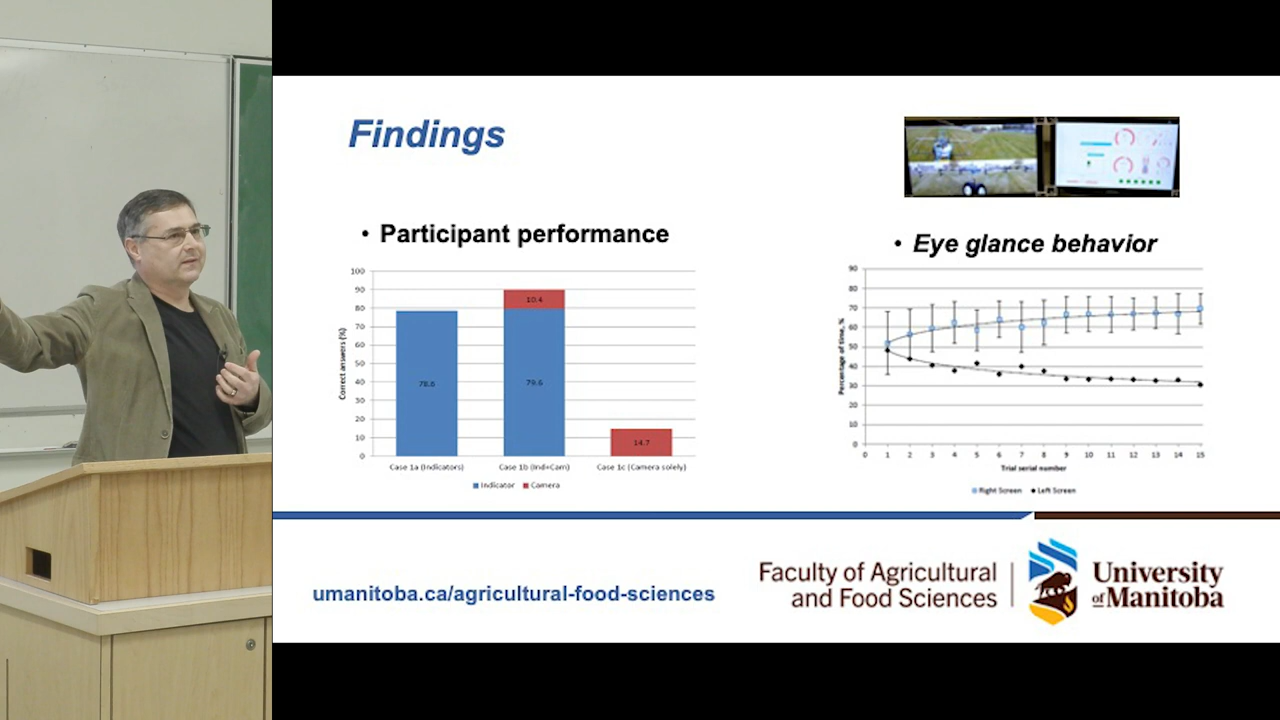 Findings
• Participant performance
100
90
80
70
60
50
40
30
20
10
0
Correct answers (%)
78.6
10.4
79.6
14.7
Case 1a (Indicators)
Case 1b (Ind+Cam)
Case 1c (Camera solely)
Indicator
Camera
• Eye glance behavior
90
80
70
60
50
40
30
20
10
0
Percentage of time, %
0 1 2 3 4 5 6 7 8 9 10 11 12 13 14 15
Trial serial number
Right Screen
Left Screen
umanitoba.ca/agricultural-food-sciences
Faculty of Agricultural
and Food Sciences
University
of Manitoba